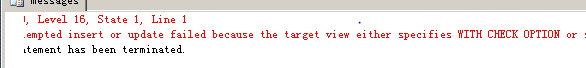 messages
, Level 16, State 1, Line 1
empted insert or update failed because the target view either specifies WITH CHECK OPTION or
tement has been terminated.